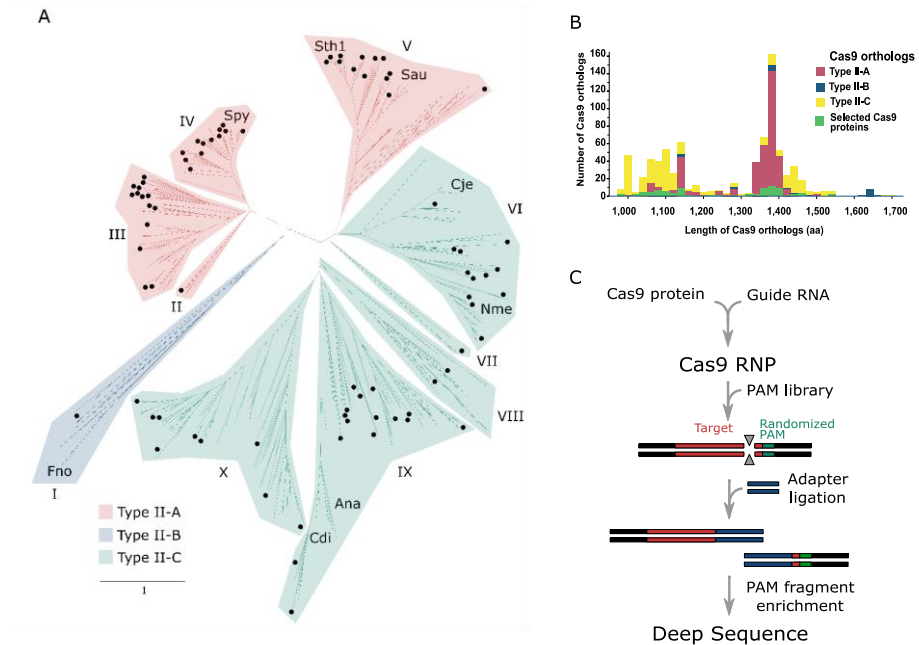 A
Sth1
V
Sau
IV
Spy
Cje
VI
III
II
Nme
VII
VIII
Fno
I
X
IX
Ana
Cdi
Type II-A
Type II-B
Type II-C
1
B
Number of Cas9 orthologs
160
140
120
100
80
60
40
20
0
1,000
1,100
1,200
1,300
1,400
1,500
1,600
1,700
Length of Cas9 orthologs (aa)
Cas9 orthologs
Type II-A
Type II-B
Type II-C
Selected Cas9
proteins
C
Cas9 protein
Guide RNA
Cas9 RNP
PAM library
Target
Randomized
PAM
Adapter
ligation
PAM fragment
enrichment
Deep Sequence